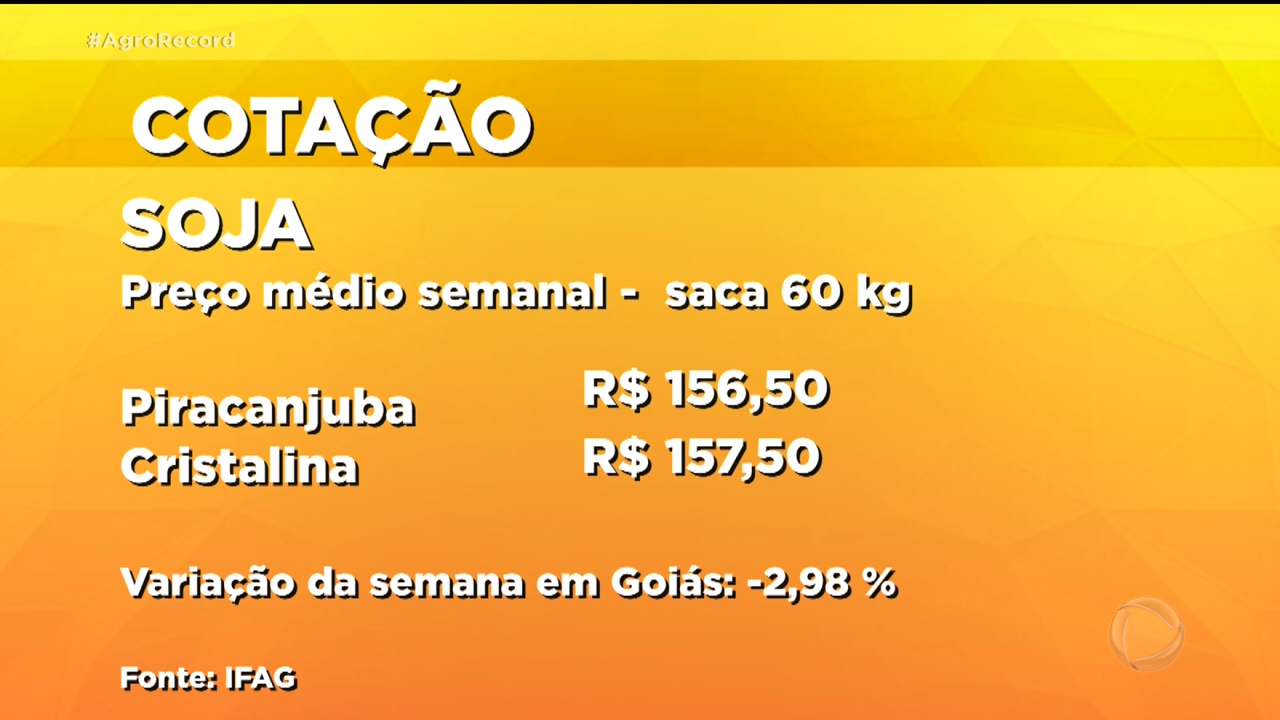 #AgroRecord
COTAÇÃO
SOJA
Preço médio semanal - saca 60 kg
Piracanjuba R$ 156,50
Cristalina R$ 157,50
Variação da semana em Goiás: -2,98 %
Fonte: IFAG